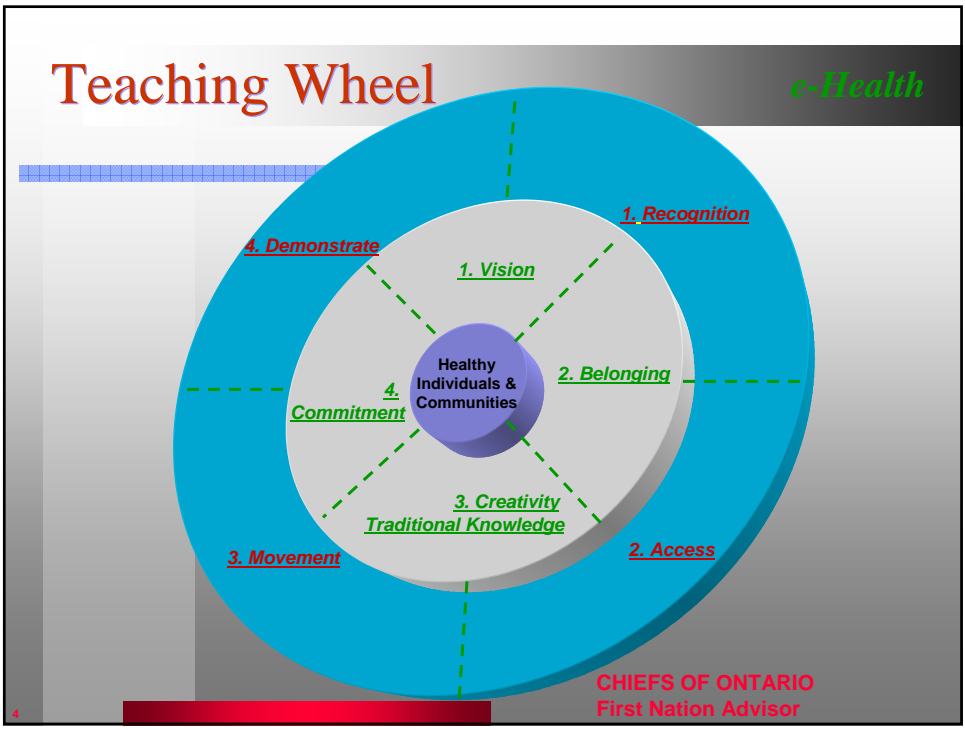 Teaching Wheel
e-Health
1. Recognition
4. Demonstrate
1. Vision
Healthy
Individuals &
Communities
2. Belonging
4.
Commitment
3. Creativity
Traditional Knowledge
2. Access
3. Movement
CHIEFS OF ONTARIO
First Nation Advisor
4